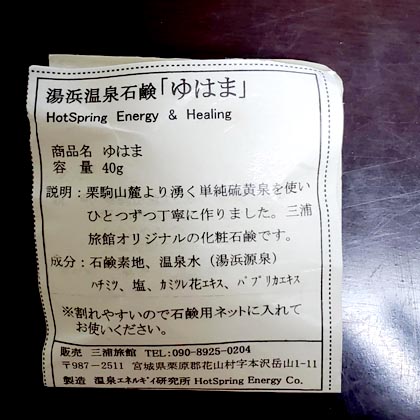 湯浜温泉石鹸「ゆはま」
HotSpring Energy & Healing
商品名 ゆはま
容 量 40g
説明：栗駒山麓より湧く単純硫黄泉を使い
ひとつずつ丁寧に作りました。三浦
旅館オリジナルの化粧石鹸です。
成分：石鹸素地、温泉水（湯浜源泉）
ハチミツ、塩、カミツレ花エキス、パプリカエキス
※割れやすいので石鹸用ネットに入れて
お使いください。
販売 三浦旅館 TEL:090-8925-0204
〒987-2511 宮城県栗原郡花山村字本沢岳山1-11
製造 温泉エネルギィ研究所 HotSpring Energy Co.